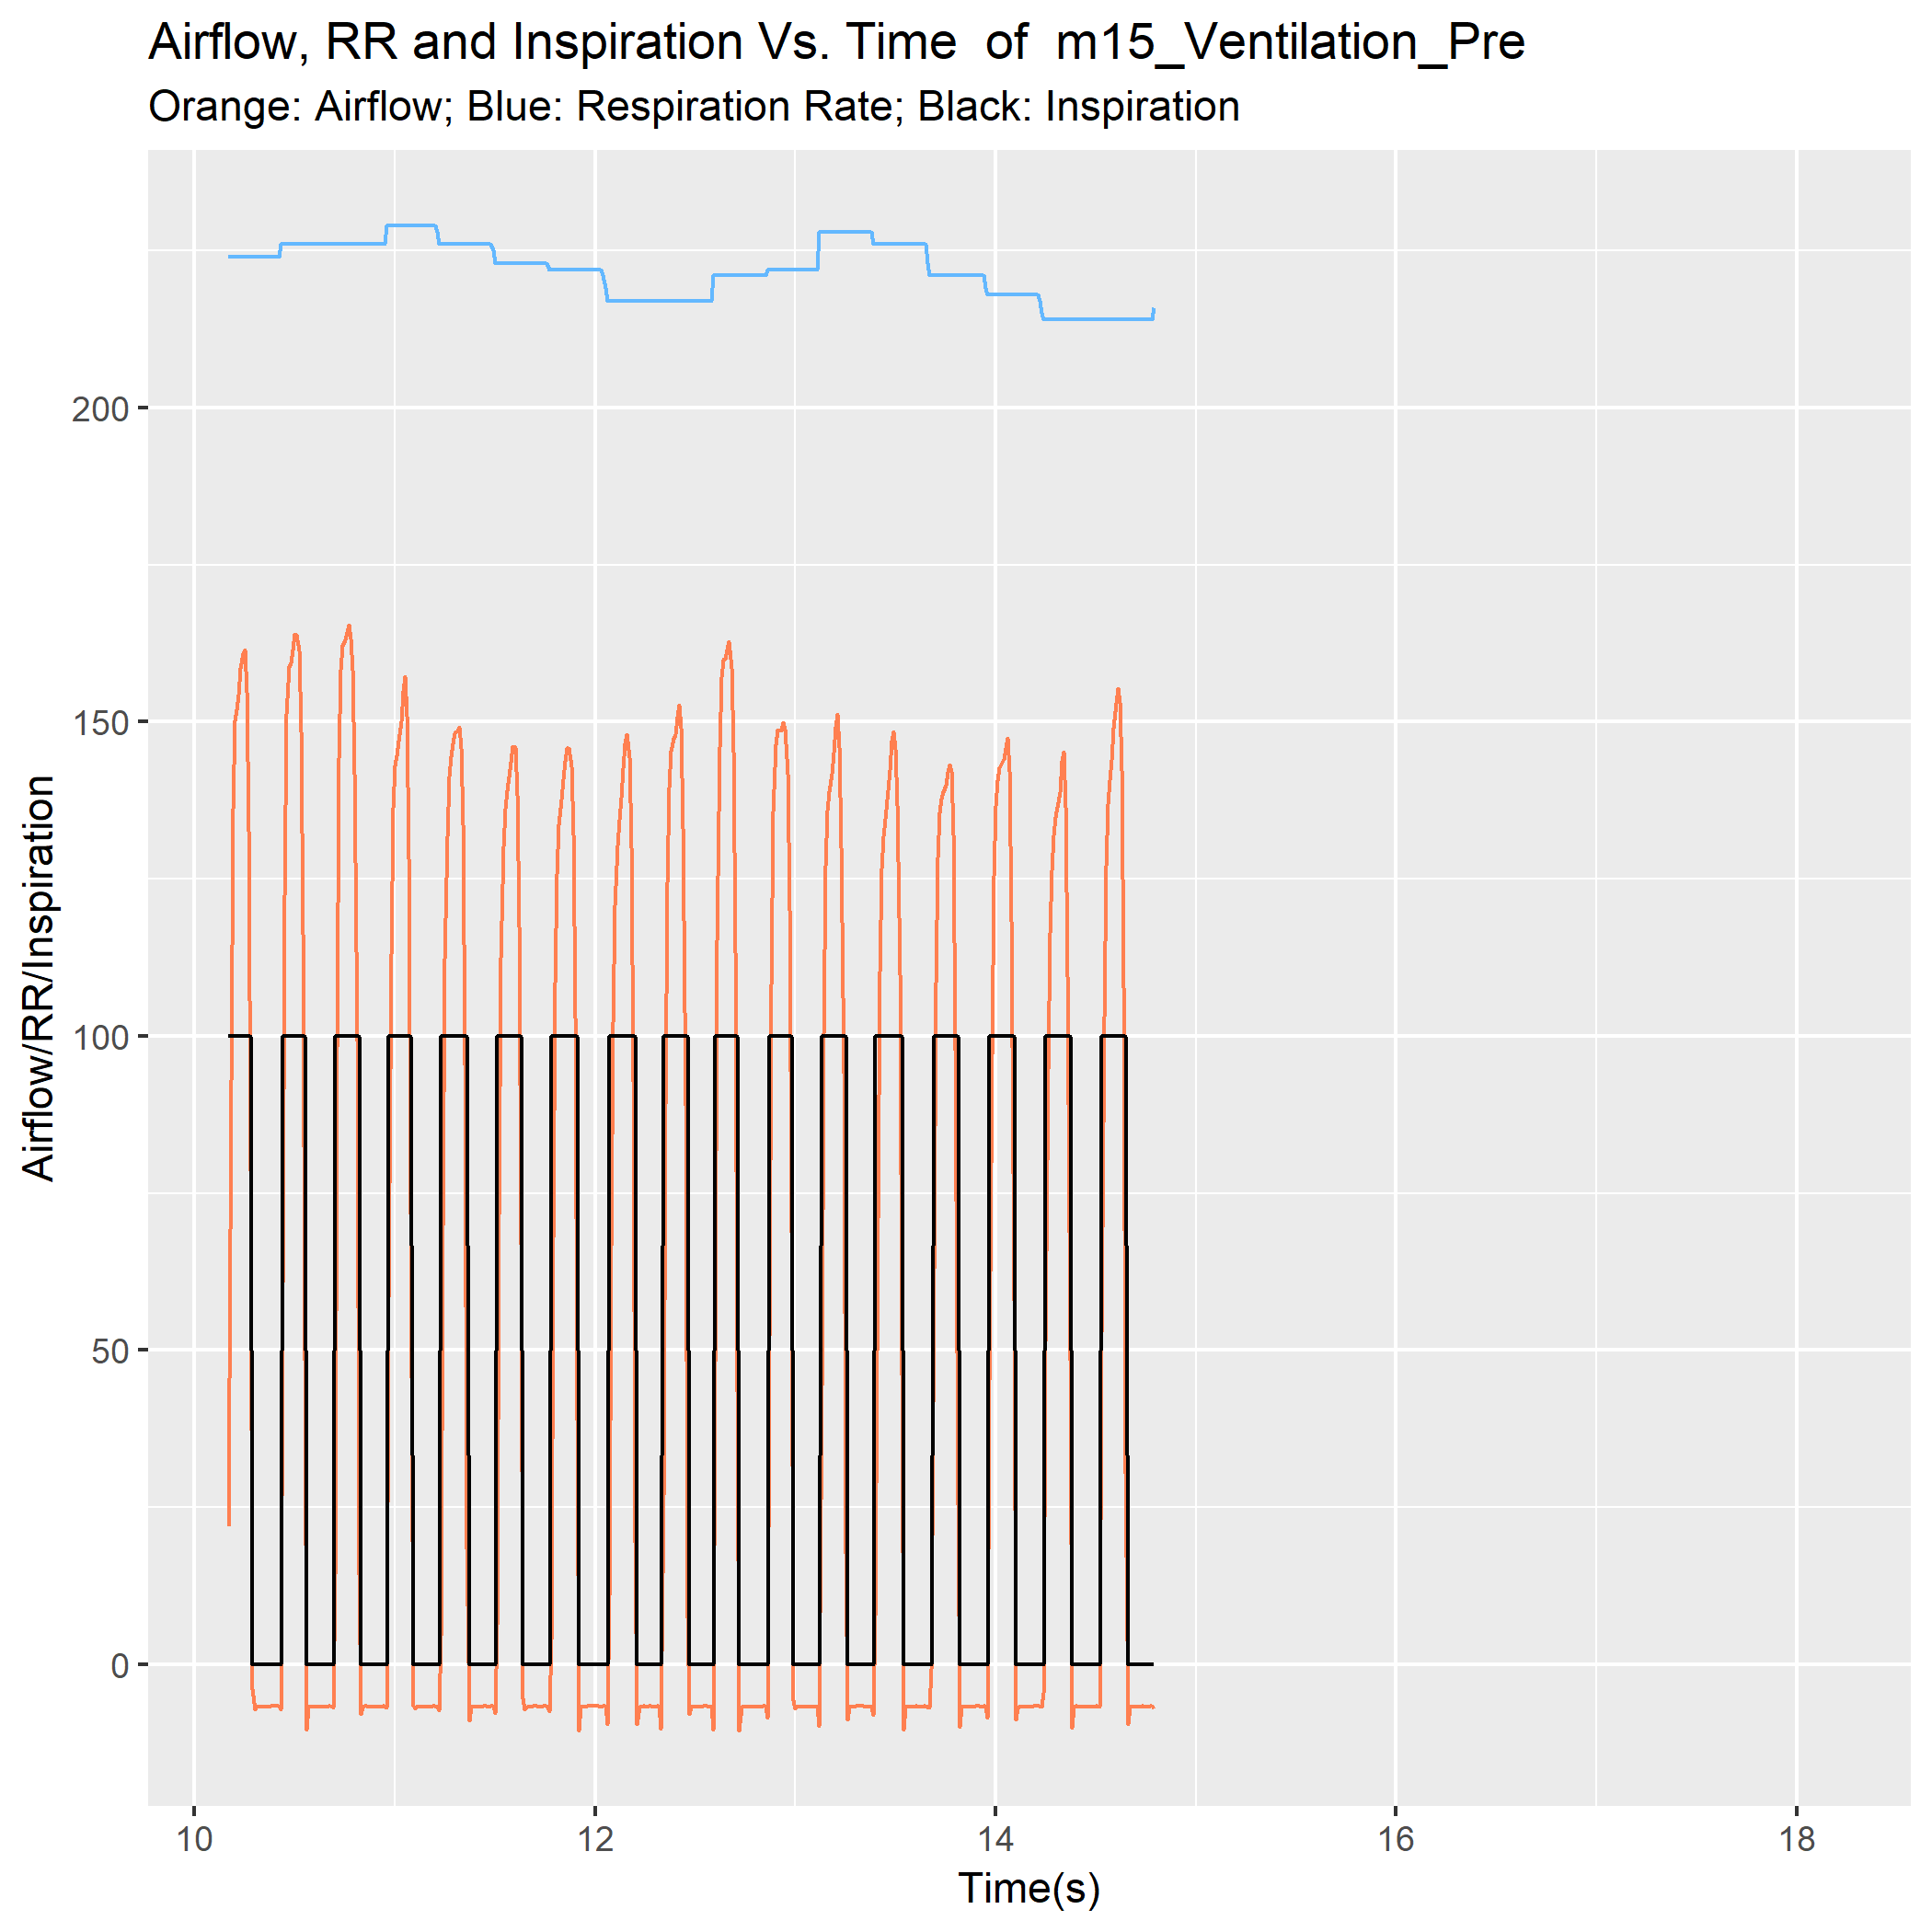 Airflow, RR and Inspiration Vs. Time  of  m15_Ventilation_Pre
Orange: Airflow; Blue: Respiration Rate; Black: Inspiration
200
150
100
50
0
Airflow/RR/Inspiration
10 12 14 16 18
Time(s)